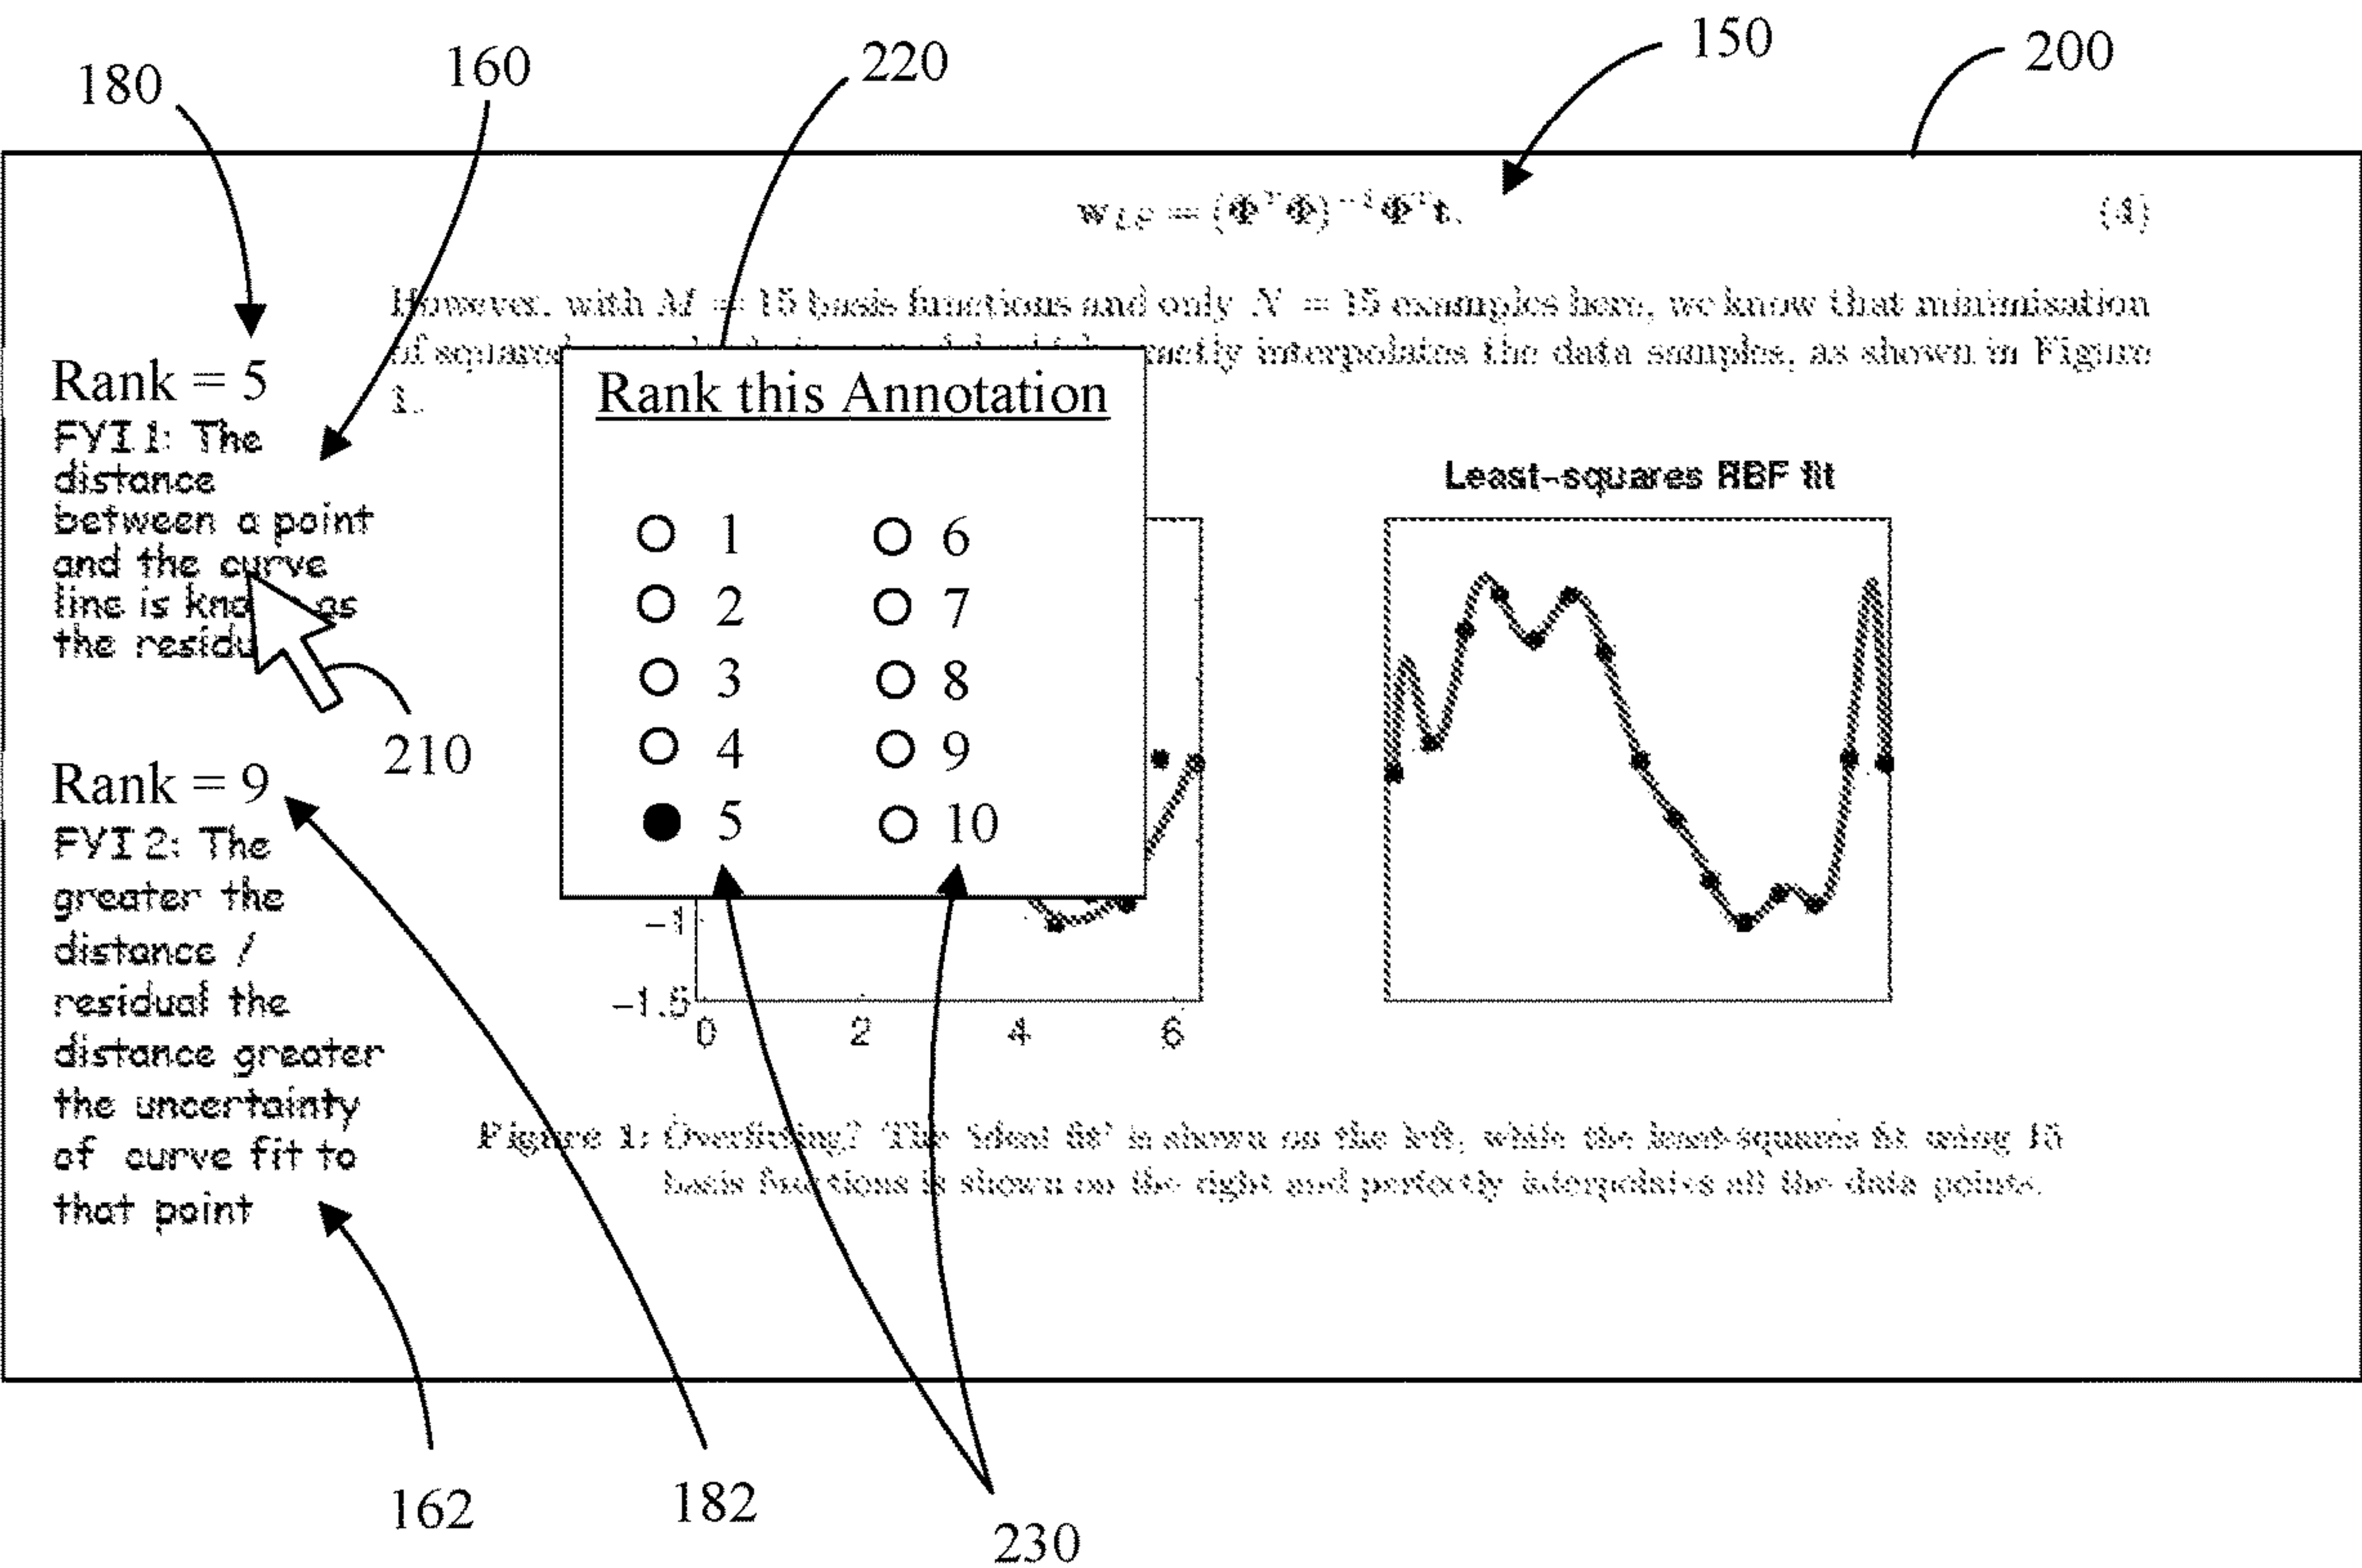 180
160
220
150
200
w_LS = (Φ^TΦ)^-1Φ^Tt. (4)
However, with M = 15 basis functions and only N = 15 examples here, we know that minimisation
of squared exactly interpolates the data samples, as shown in Figure
1.
Rank = 5
FYI 1: The
distance
between a point
and the curve
line is as
the
210
Rank = 9
FYI 2: The
greater the
distance /
residual the
distance greater
the uncertainty
of curve fit to
that point
Rank this Annotation
1 6
2 7
3 8
4 9
5 10
Least-squares RBF fit
-1
-1.5
0 2 4 6
Figure 1: Overfitting? The 'ideal fit' is shown on the left, while the least-squares fit using 15
basis functions is shown on the right and perfectly interpolates all the data points.
162
182
230